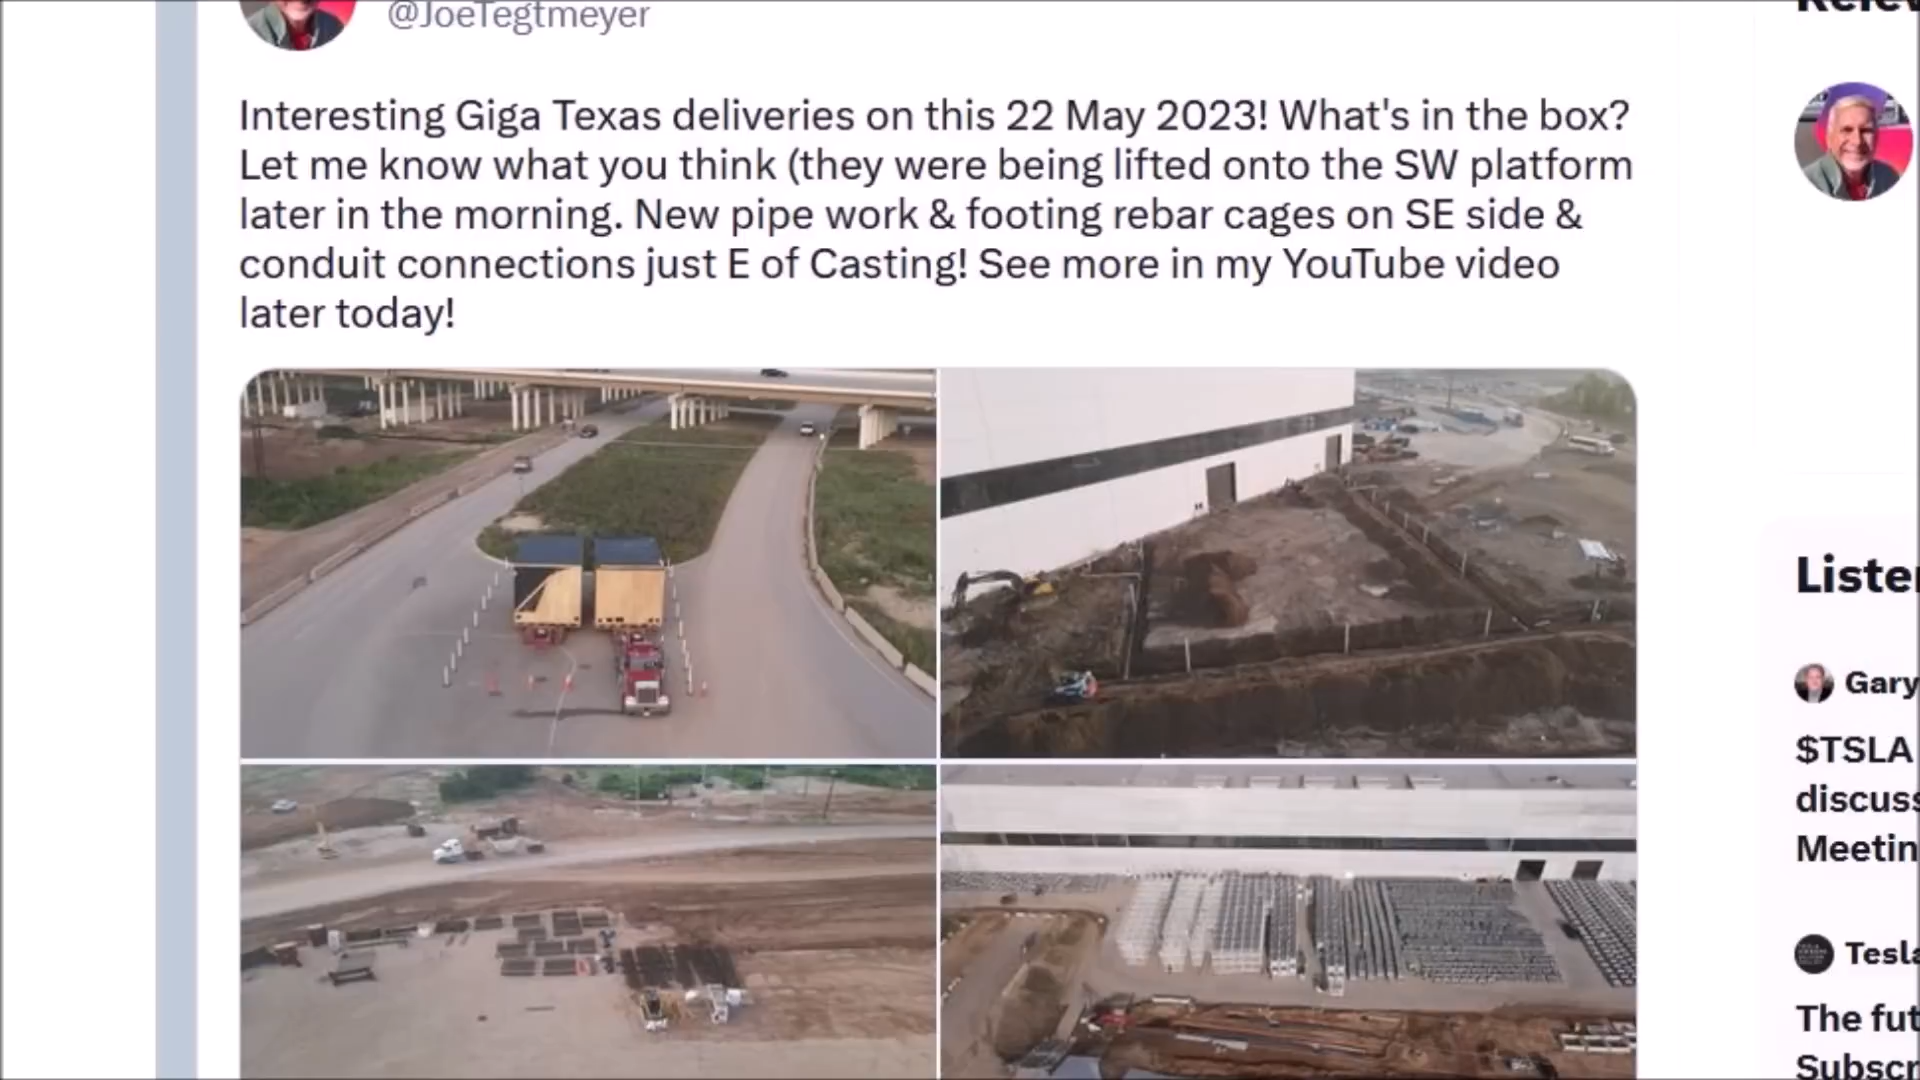 @JoeTegtmeyer
Interesting Giga Texas deliveries on this 22 May 2023! What's in the box?
Let me know what you think (they were being lifted onto the SW platform
later in the morning. New pipe work & footing rebar cages on SE side &
conduit connections just E of Casting! See more in my YouTube video
later today!
Gary
$TSLA
Meetin
The fut